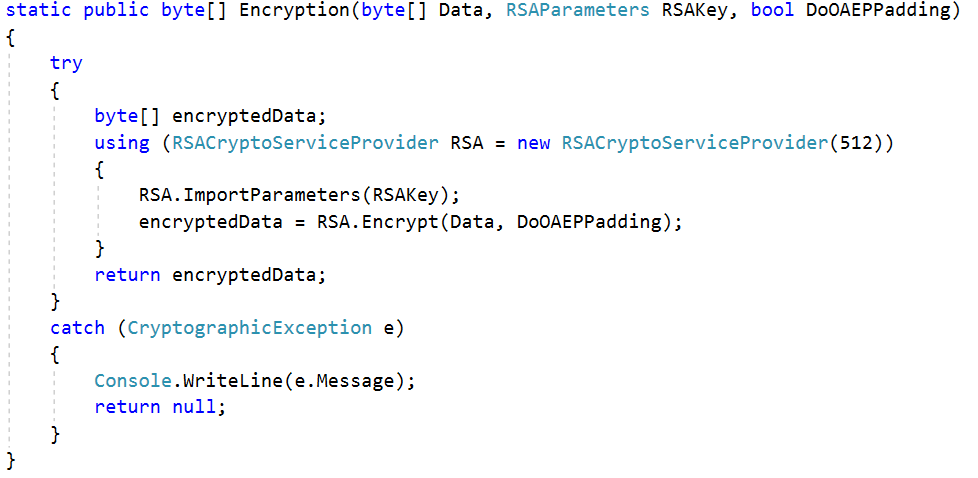 static public byte[] Encryption(byte[] Data, RSAParameters RSAKey, bool DoOAEPPadding)
{
try
{
byte[] encryptedData;
using (RSACryptoServiceProvider RSA = new RSACryptoServiceProvider(512))
{
RSA.ImportParameters(RSAKey);
encryptedData = RSA.Encrypt(Data, DoOAEPPadding);
}
return encryptedData;
}
catch (CryptographicException e)
{
Console.WriteLine(e.Message);
return null;
}
}